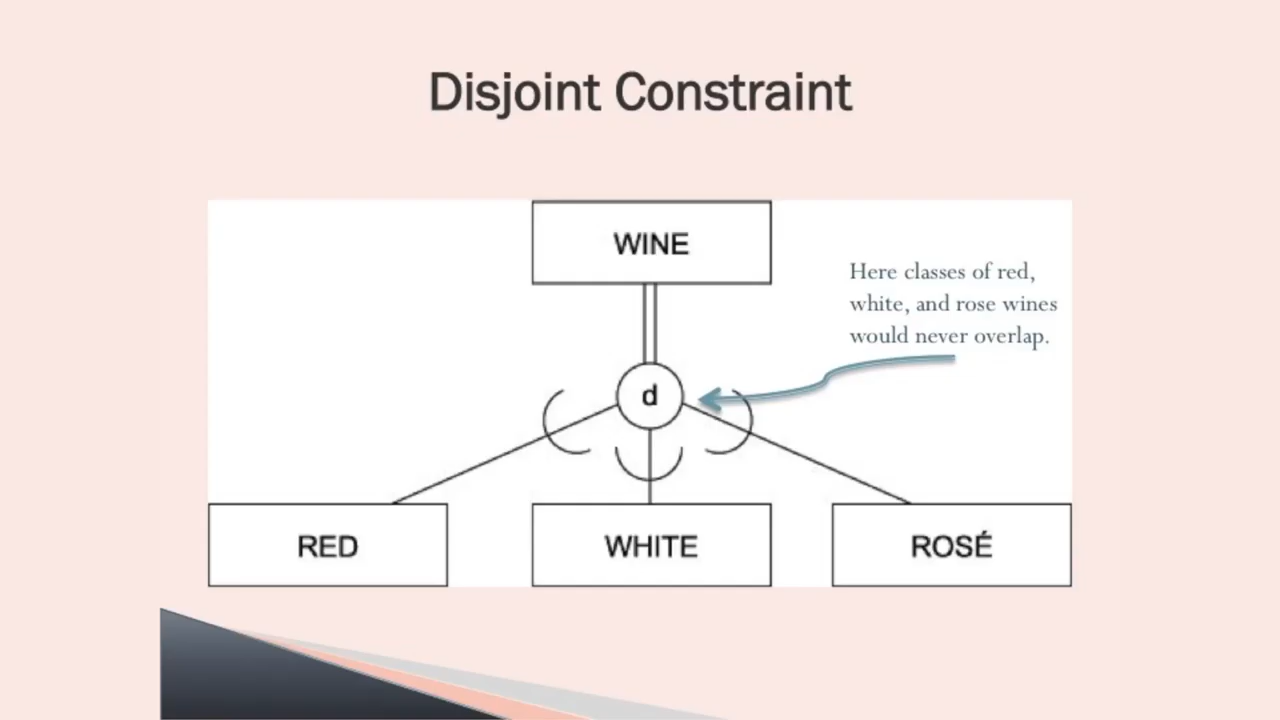 Disjoint Constraint
WINE
Here classes of red,
white, and rose wines
would never overlap.
d
RED
WHITE
ROSÉ